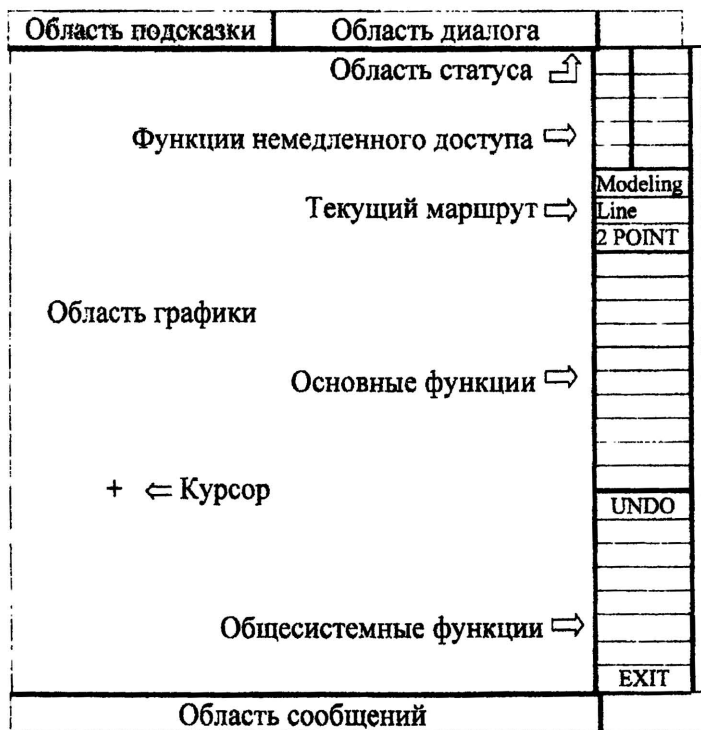 Область подсказки
Область диалога
Область статуса
Функции немедленного доступа
Modeling
Текущий маршрут
Line
2 POINT
Область графики
Основные функции
+ ⇐ Курсор
UNDO
Общесистемные функции
EXIT
Область сообщений